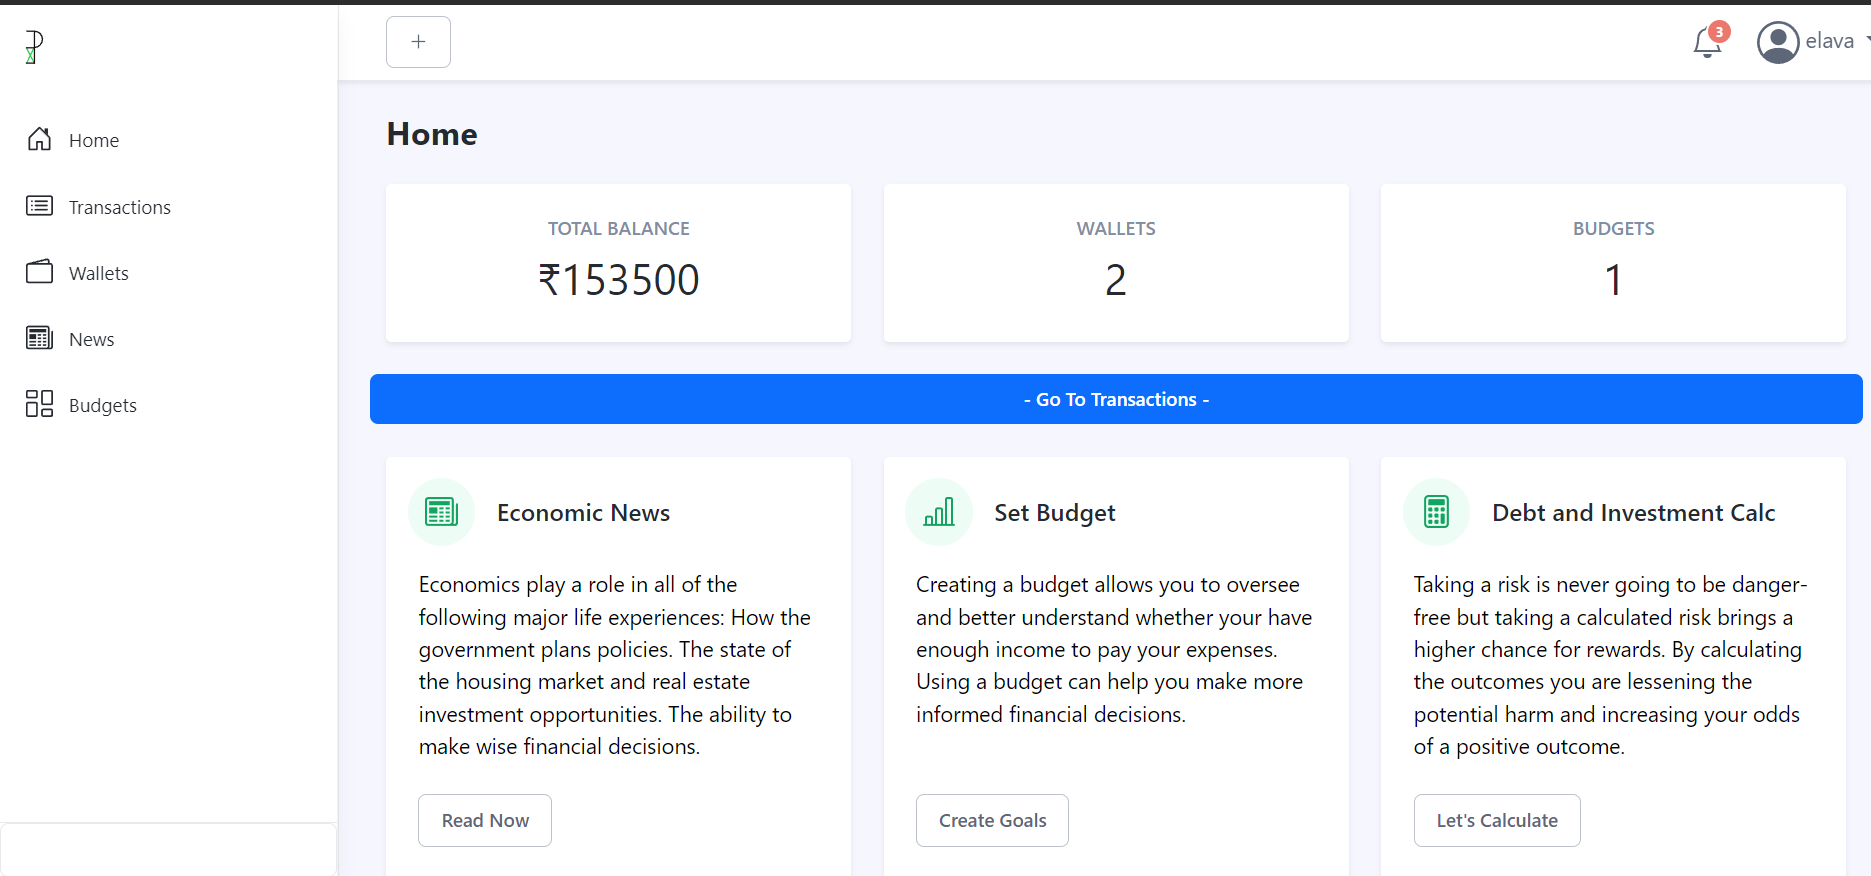 +
3
elava
Home
Transactions
Wallets
News
Budgets
Home
TOTAL BALANCE
₹153500
WALLETS
2
BUDGETS
1
- Go To Transactions -
Economic News
Economics play a role in all of the
following major life experiences: How the
government plans policies. The state of
the housing market and real estate
investment opportunities. The ability to
make wise financial decisions.
Read Now
Set Budget
Creating a budget allows you to oversee
and better understand whether your have
enough income to pay your expenses.
Using a budget can help you make more
informed financial decisions.
Create Goals
Debt and Investment Calc
Taking a risk is never going to be danger-
free but taking a calculated risk brings a
higher chance for rewards. By calculating
the outcomes you are lessening the
potential harm and increasing your odds
of a positive outcome.
Let's Calculate